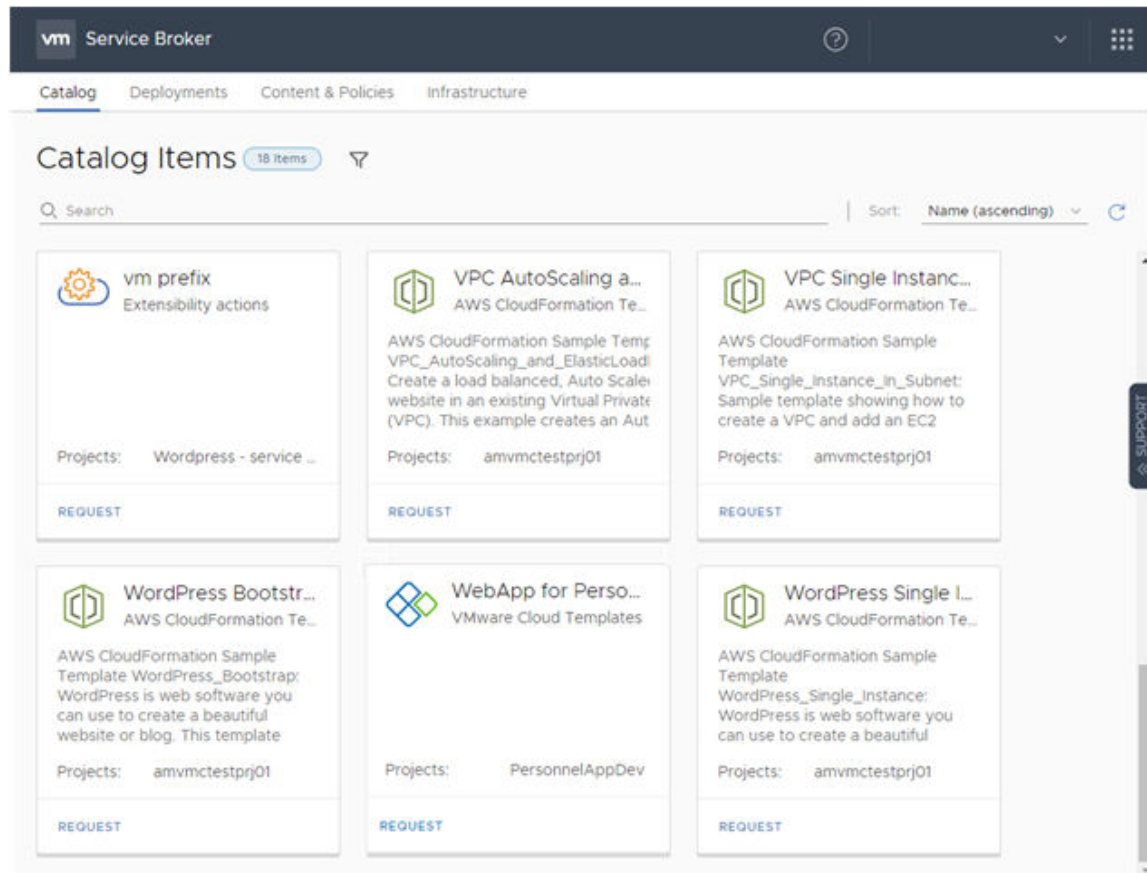 vm Service Broker
Catalog Deployments Content & Policies Infrastructure
Catalog Items 18 items
Search
Sort: Name (ascending)
vm prefix
Extensibility actions
Projects: Wordpress - service ...
REQUEST
VPC AutoScaling a...
AWS CloudFormation Te...
AWS CloudFormation Sample Temp
VPC_AutoScaling_and_ElasticLoad
Create a load balanced, Auto Scale
website in an existing Virtual Private
(VPC). This example creates an Aut
Projects: amvmctestprj01
REQUEST
VPC Single Instanc...
AWS CloudFormation Te...
AWS CloudFormation Sample
Template
VPC_Single_Instance_In_Subnet:
Sample template showing how to
create a VPC and add an EC2
Projects: amvmctestprj01
REQUEST
SUPPORT
WordPress Bootstr...
AWS CloudFormation Te...
AWS CloudFormation Sample
Template WordPress_Bootstrap:
WordPress is web software you
can use to create a beautiful
website or blog. This template
Projects: amvmctestprj01
REQUEST
WebApp for Perso...
VMware Cloud Templates
Projects: PersonnelAppDev
REQUEST
WordPress Single I...
AWS CloudFormation Te...
AWS CloudFormation Sample
Template
WordPress_Single_Instance:
WordPress is web software you
can use to create a beautiful
Projects: amvmctestprj01
REQUEST